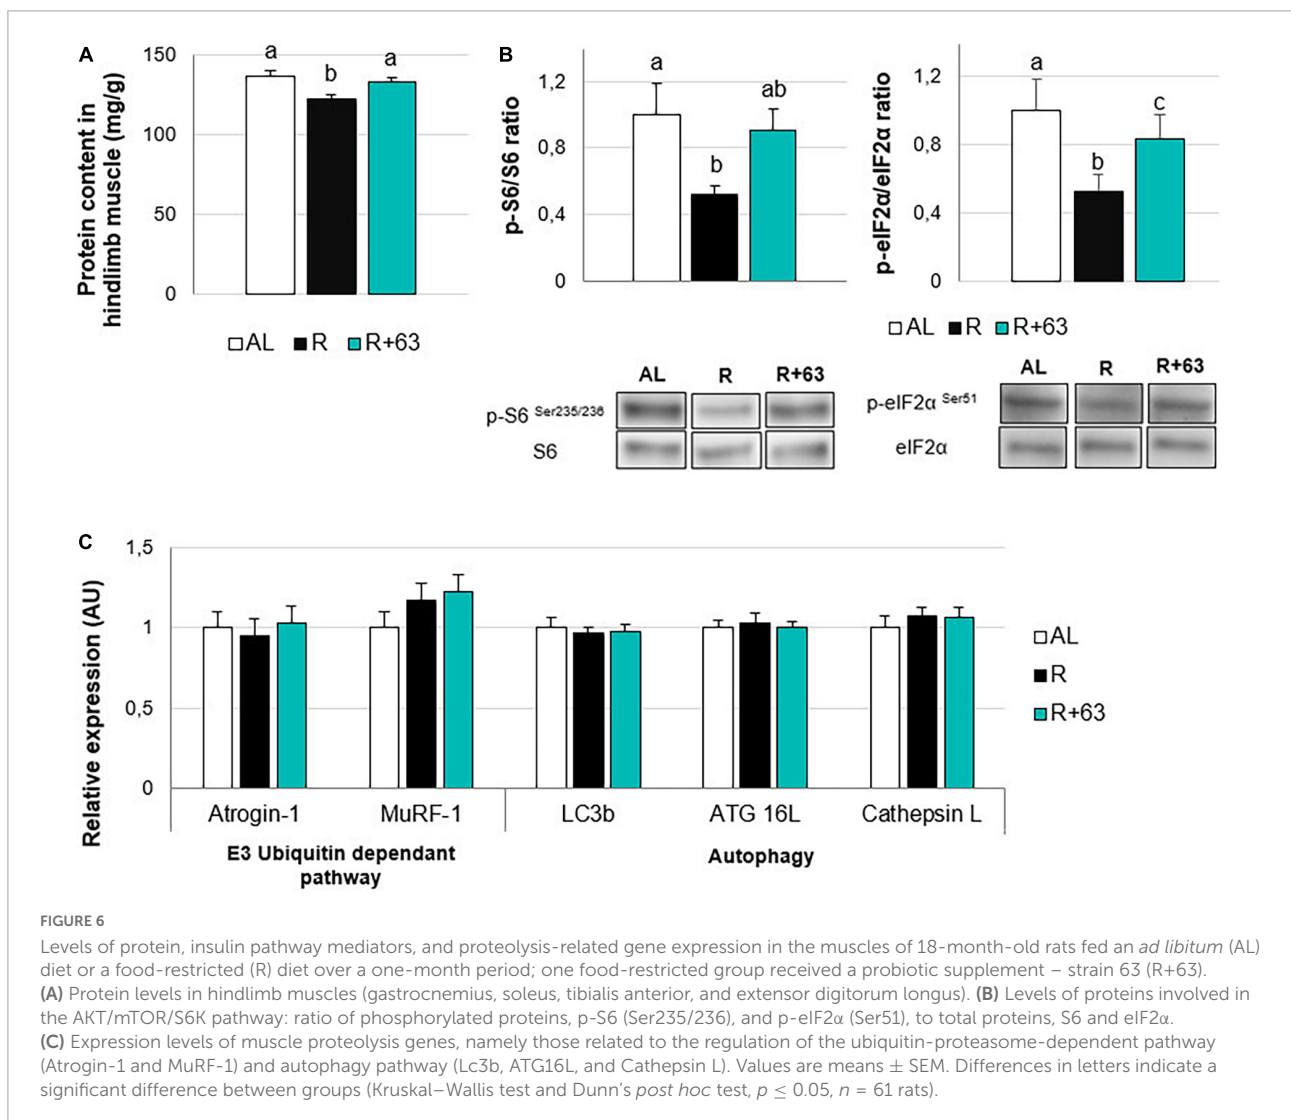 A
Protein content in
hindlimb muscle (mg/g)
150
100
50
0
a
b
a
AL R R+63
B
p-S6/S6 ratio
1,2
0,8
0,4
0
a
b
ab
p-eIF2α/eIF2α ratio
1,2
0,8
0,4
0
a
b
c
AL R R+63
AL R R+63
p-S6 Ser235/236
S6
AL R R+63
p-eIF2α Ser51
eIF2α
C
Relative expression (AU)
1,5
1
0,5
0
Atrogin-1 MuRF-1 LC3b ATG 16L Cathepsin L
E3 Ubiquitin dependant
pathway
Autophagy
AL
R
R+63
FIGURE 6
Levels of protein, insulin pathway mediators, and proteolysis-related gene expression in the muscles of 18-month-old rats fed an ad libitum (AL)
diet or a food-restricted (R) diet over a one-month period; one food-restricted group received a probiotic supplement – strain 63 (R+63).
(A) Protein levels in hindlimb muscles (gastrocnemius, soleus, tibialis anterior, and extensor digitorum longus). (B) Levels of proteins involved in
the AKT/mTOR/S6K pathway: ratio of phosphorylated proteins, p-S6 (Ser235/236), and p-eIF2α (Ser51), to total proteins, S6 and eIF2α.
(C) Expression levels of muscle proteolysis genes, namely those related to the regulation of the ubiquitin-proteasome-dependent pathway
(Atrogin-1 and MuRF-1) and autophagy pathway (Lc3b, ATG16L, and Cathepsin L). Values are means ± SEM. Differences in letters indicate a
significant difference between groups (Kruskal–Wallis test and Dunn's post hoc test, p ≤ 0.05, n = 61 rats).